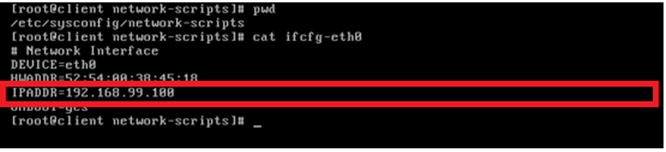 [root@client network-scripts]# pwd
/etc/sysconfig/network-scripts
[root@client network-scripts]# cat ifcfg-eth0
# Network Interface
DEVICE=eth0
HWADDR=52:54:00:38:45:18
IPADDR=192.168.99.100
ONBOOT=yes
[root@client network-scripts]# _